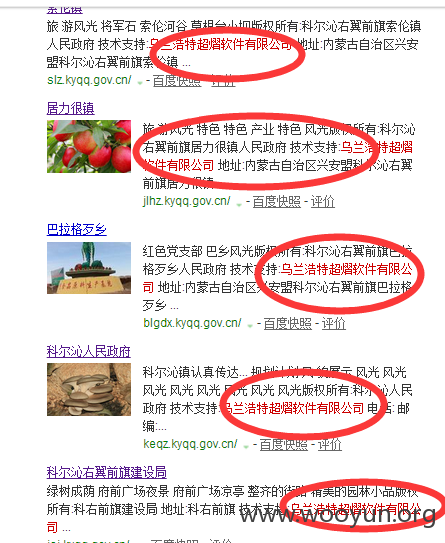 索伦镇
旅 游风光 将军石 索伦河谷 草根台小坝版权所有:科尔沁右翼前旗索伦镇
人民政府 技术支持:乌兰浩特超熠软件有限公司 地址:内蒙古自治区兴安
盟科尔沁右翼前旗索伦镇 ...
slz.kyqq.gov.cn/ - 百度快照 - 评价
居力很镇
旅 游风光 特色 特色 产业 特色 风光版权所有:科尔沁
右翼前旗居力很镇人民政府 技术支持:乌兰浩特超熠
软件有限公司 地址:内蒙古自治区兴安盟科尔沁右翼
前旗居力很镇
jlhz.kyqq.gov.cn/ - 百度快照 - 评价
巴拉格歹乡
红色党支部 巴乡风光版权所有:科尔沁右翼前旗巴拉
格歹乡人民政府 技术支持:乌兰浩特超熠软件有限公
司 地址:内蒙古自治区兴安盟科尔沁右翼前旗巴拉格
歹乡 ...
blgdx.kyqq.gov.cn/ - 百度快照 - 评价
科尔沁人民政府
科尔沁镇认真传达... 规划计划 风 貌展示 风光 风光
风光 风光 风光 风光 风光 风光版权所有:科尔沁镇人民
政府 技术支持:乌兰浩特超熠软件有限公司 电话: 邮
编:...
keqz.kyqq.gov.cn/ - 百度快照 - 评价
科尔沁右翼前旗建设局
绿树成荫 府前广场夜景 府前广场凉亭 整齐的街路 精美的园林小品版权
所有:科右前旗建设局 地址:科右前旗 技术支持:乌兰浩特超熠软件有限公
司 ...
www.wooyun.org